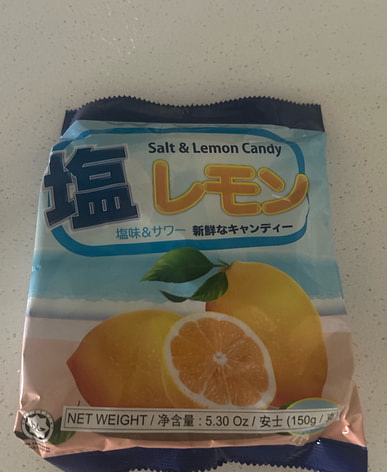 Salt & Lemon Candy
塩レモン
塩味&サワー 新鮮なキャンディー
NET WEIGHT / 净含量 : 5.30 Oz / 安士 (150g / 克